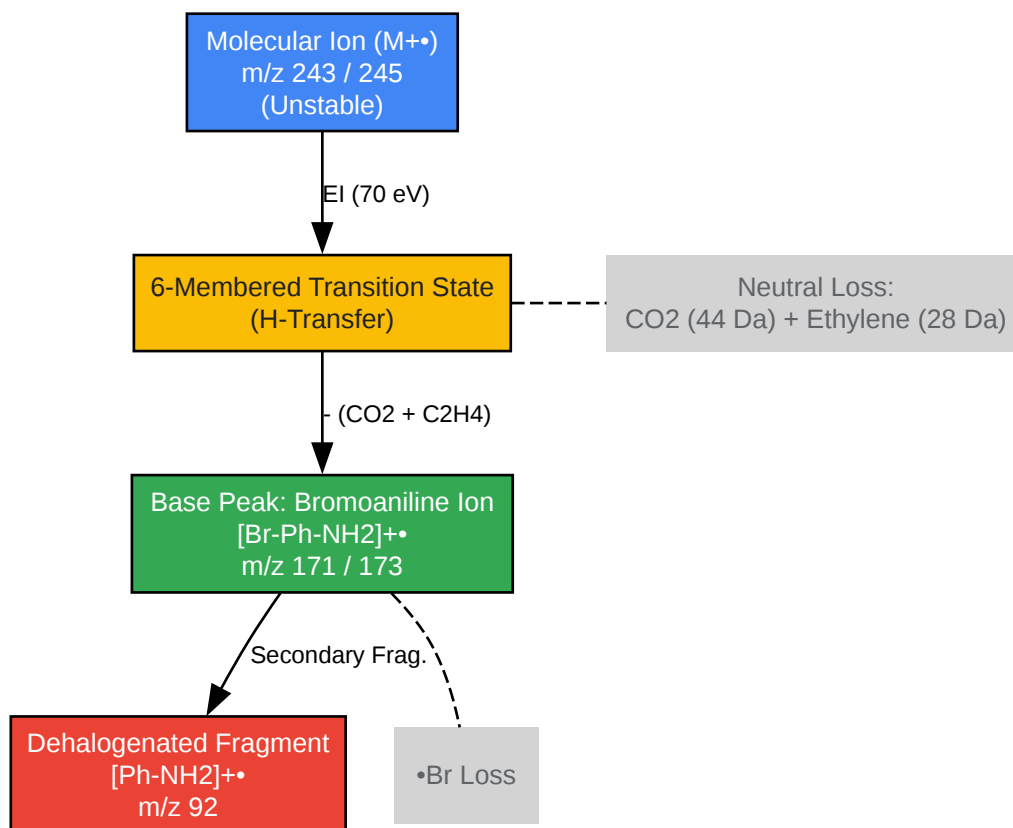 Molecular Ion (M+•)
m/z 243 / 245
(Unstable)
EI (70 eV)
6-Membered Transition State
(H-Transfer)
Neutral Loss:
CO2 (44 Da) + Ethylene (28 Da)
- (CO2 + C2H4)
Base Peak: Bromoaniline Ion
[Br-Ph-NH2]+•
m/z 171 / 173
Secondary Frag.
Dehalogenated Fragment
[Ph-NH2]+•
m/z 92
•Br Loss